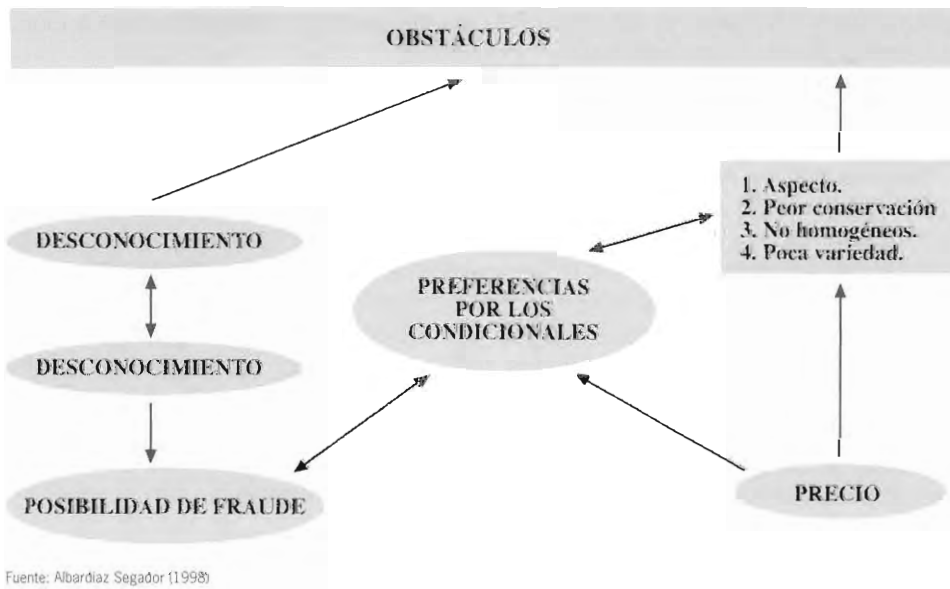 OBSTÁCULOS
1. Aspecto.
2. Peor conservación
3. No homogéneos.
4. Poca variedad.
DESCONOCIMIENTO
PREFERENCIAS
POR LOS
CONDICIONALES
DESCONOCIMIENTO
POSIBILIDAD DE FRAUDE
PRECIO
Fuente: Albardiaz Segador (1998)